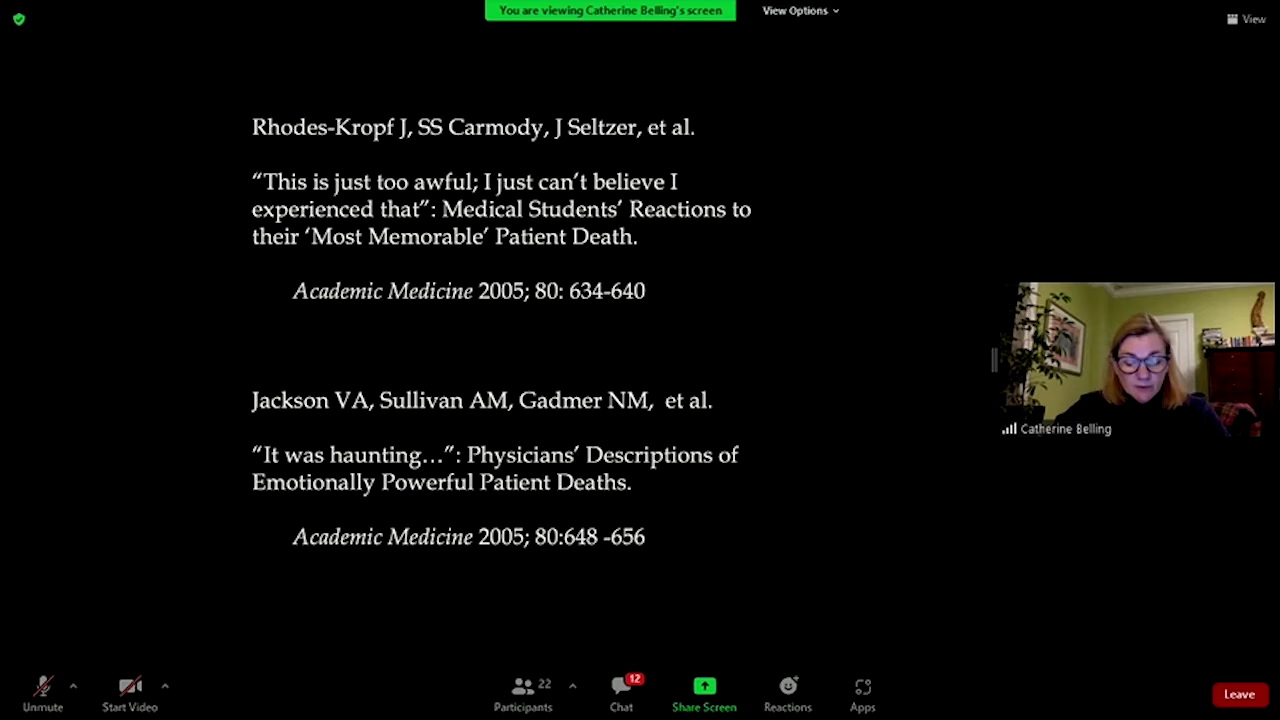 You are viewing Catherine Belling's screen
View Options
View
Rhodes-Kropf J, SS Carmody, J Seltzer, et al.
“This is just too awful; I just can’t believe I
experienced that”: Medical Students’ Reactions to
their ‘Most Memorable’ Patient Death.
Academic Medicine 2005; 80: 634-640
Jackson VA, Sullivan AM, Gadmer NM,  et al.
“It was haunting…”: Physicians’ Descriptions of
Emotionally Powerful Patient Deaths.
Academic Medicine 2005; 80:648 -656
Catherine Belling
Unmute
Start Video
22
Participants
12
Chat
Share Screen
Reactions
Apps
Leave